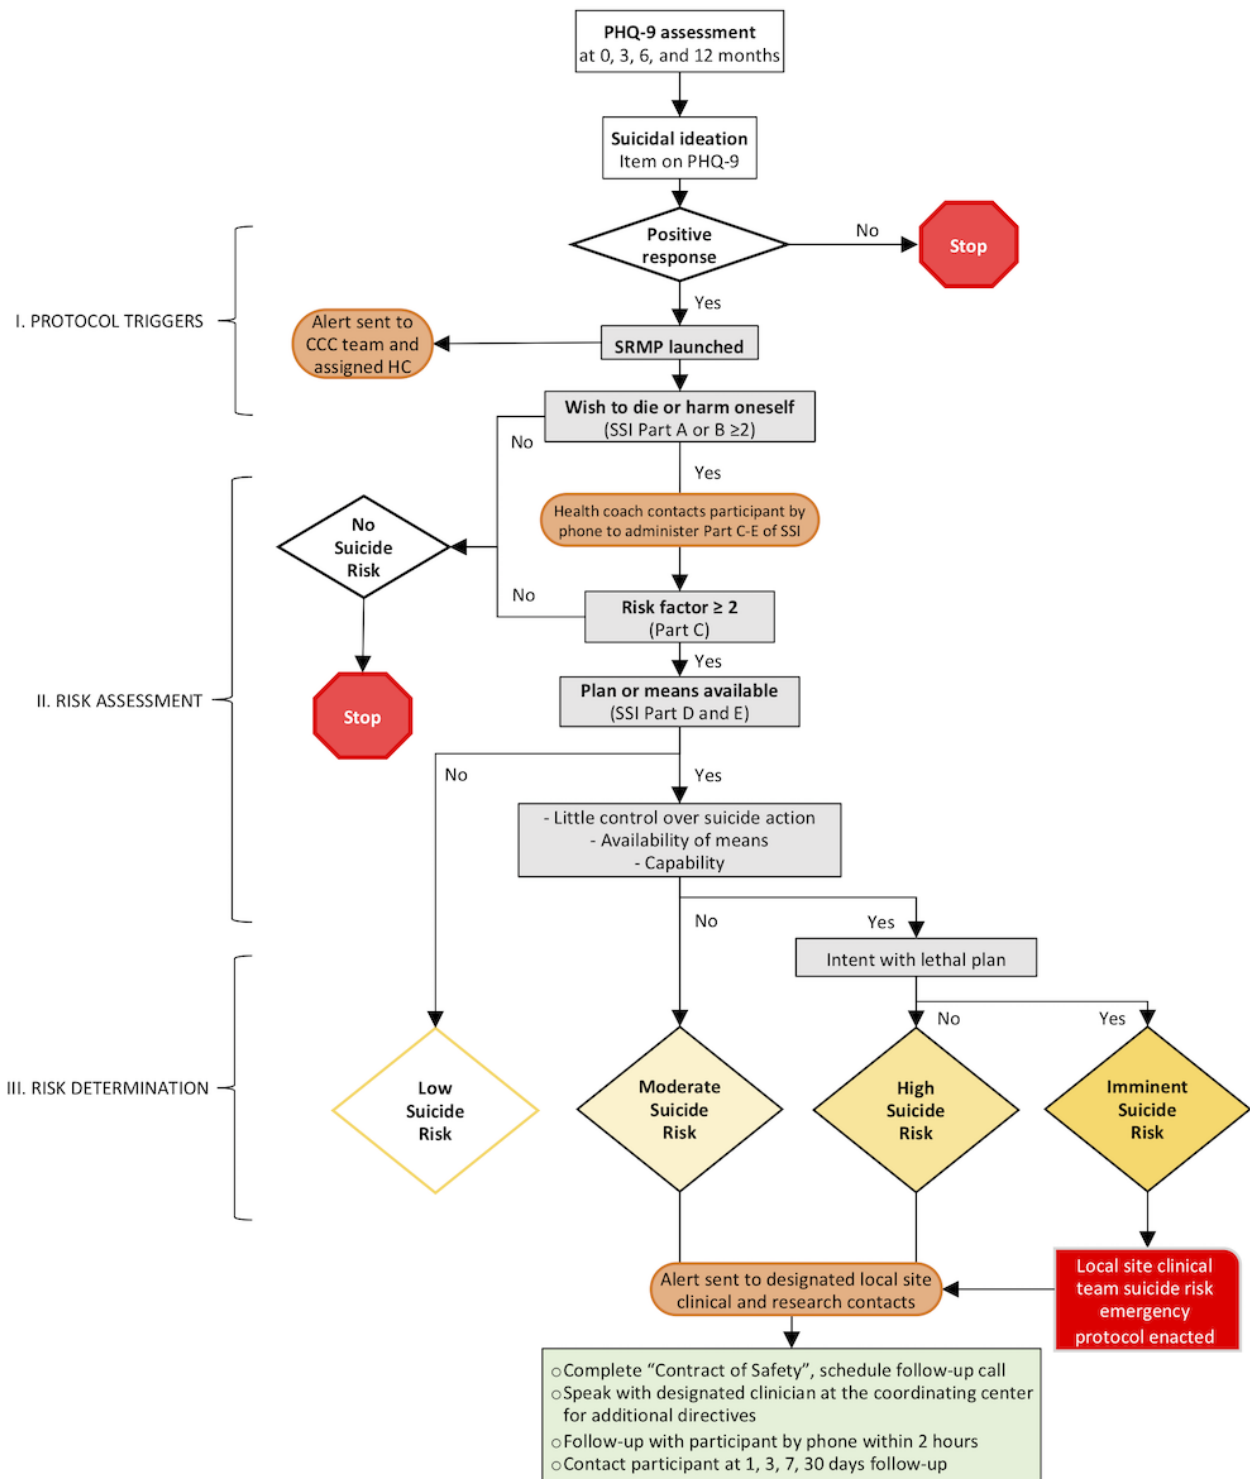 PHQ-9 assessment
at 0, 3, 6, and 12 months
Suicidal ideation
Item on PHQ-9
Positive
response
No
Stop
Yes
I. PROTOCOL TRIGGERS
Alert sent to
CCC team and
assigned HC
SRMP launched
Wish to die or harm oneself
(SSI Part A or B ≥2)
No
Yes
Health coach contacts participant by
phone to administer Part C-E of SSI
No
Suicide
Risk
No
Risk factor ≥ 2
(Part C)
Yes
II. RISK ASSESSMENT
Stop
Plan or means available
(SSI Part D and E)
No
Yes
- Little control over suicide action
- Availability of means
- Capability
No
Yes
Intent with lethal plan
No
Yes
III. RISK DETERMINATION
Low
Suicide
Risk
Moderate
Suicide
Risk
High
Suicide
Risk
Imminent
Suicide
Risk
Alert sent to designated local site
clinical and research contacts
Local site clinical
team suicide risk
emergency
protocol enacted
○Complete “Contract of Safety”, schedule follow-up call
○Speak with designated clinician at the coordinating center
for additional directives
○Follow-up with participant by phone within 2 hours
○Contact participant at 1, 3, 7, 30 days follow-up